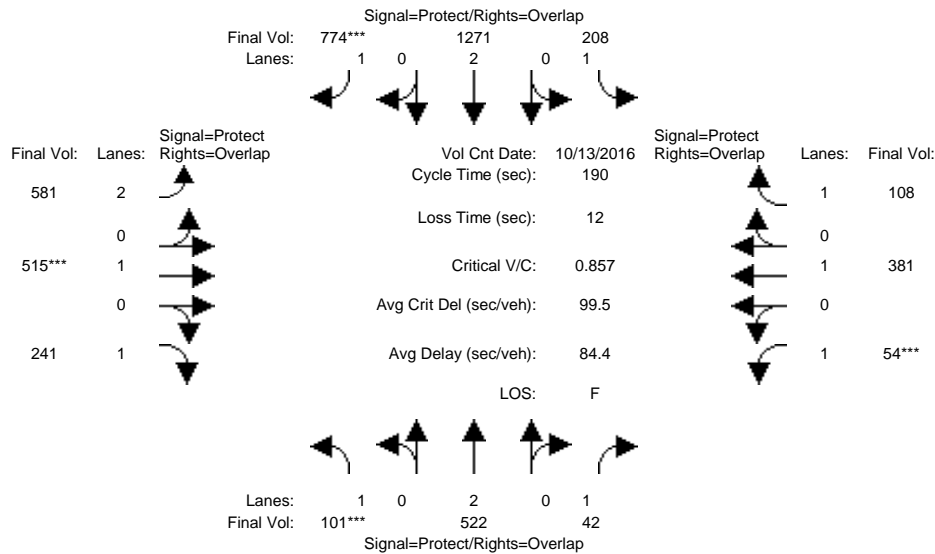 Signal=Protect/Rights=Overlap
Final Vol: 774*** 1271 208
Lanes: 1 0 2 0 1
Signal=Protect Signal=Protect
Final Vol: Lanes: Rights=Overlap Vol Cnt Date: 10/13/2016 Rights=Overlap Lanes: Final Vol:
Cycle Time (sec): 190
581 2 1 108
Loss Time (sec): 12
0 0
515*** 1 Critical V/C: 0.857 1 381
0 Avg Crit Del (sec/veh): 99.5 0
241 1 Avg Delay (sec/veh): 84.4 1 54***
LOS: F
Lanes: 1 0 2 0 1
Final Vol: 101*** 522 42
Signal=Protect/Rights=Overlap